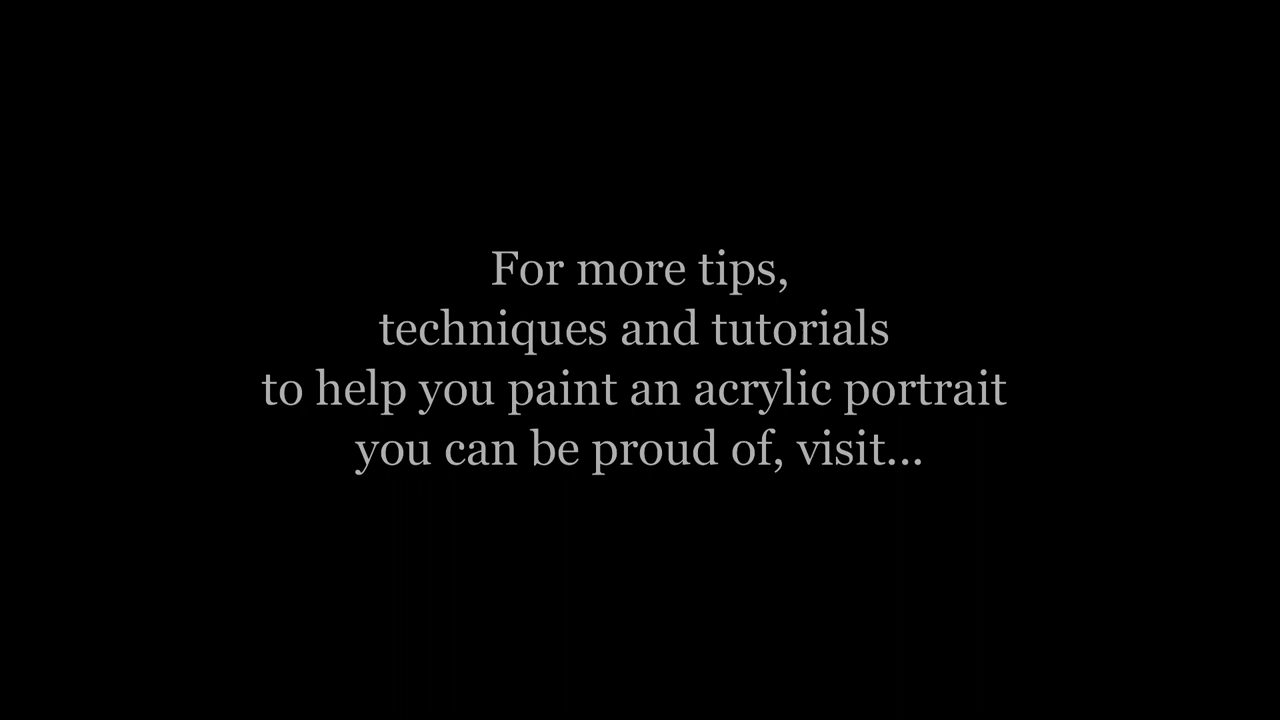 For more tips,
techniques and tutorials
to help you paint an acrylic portrait
you can be proud of, visit...